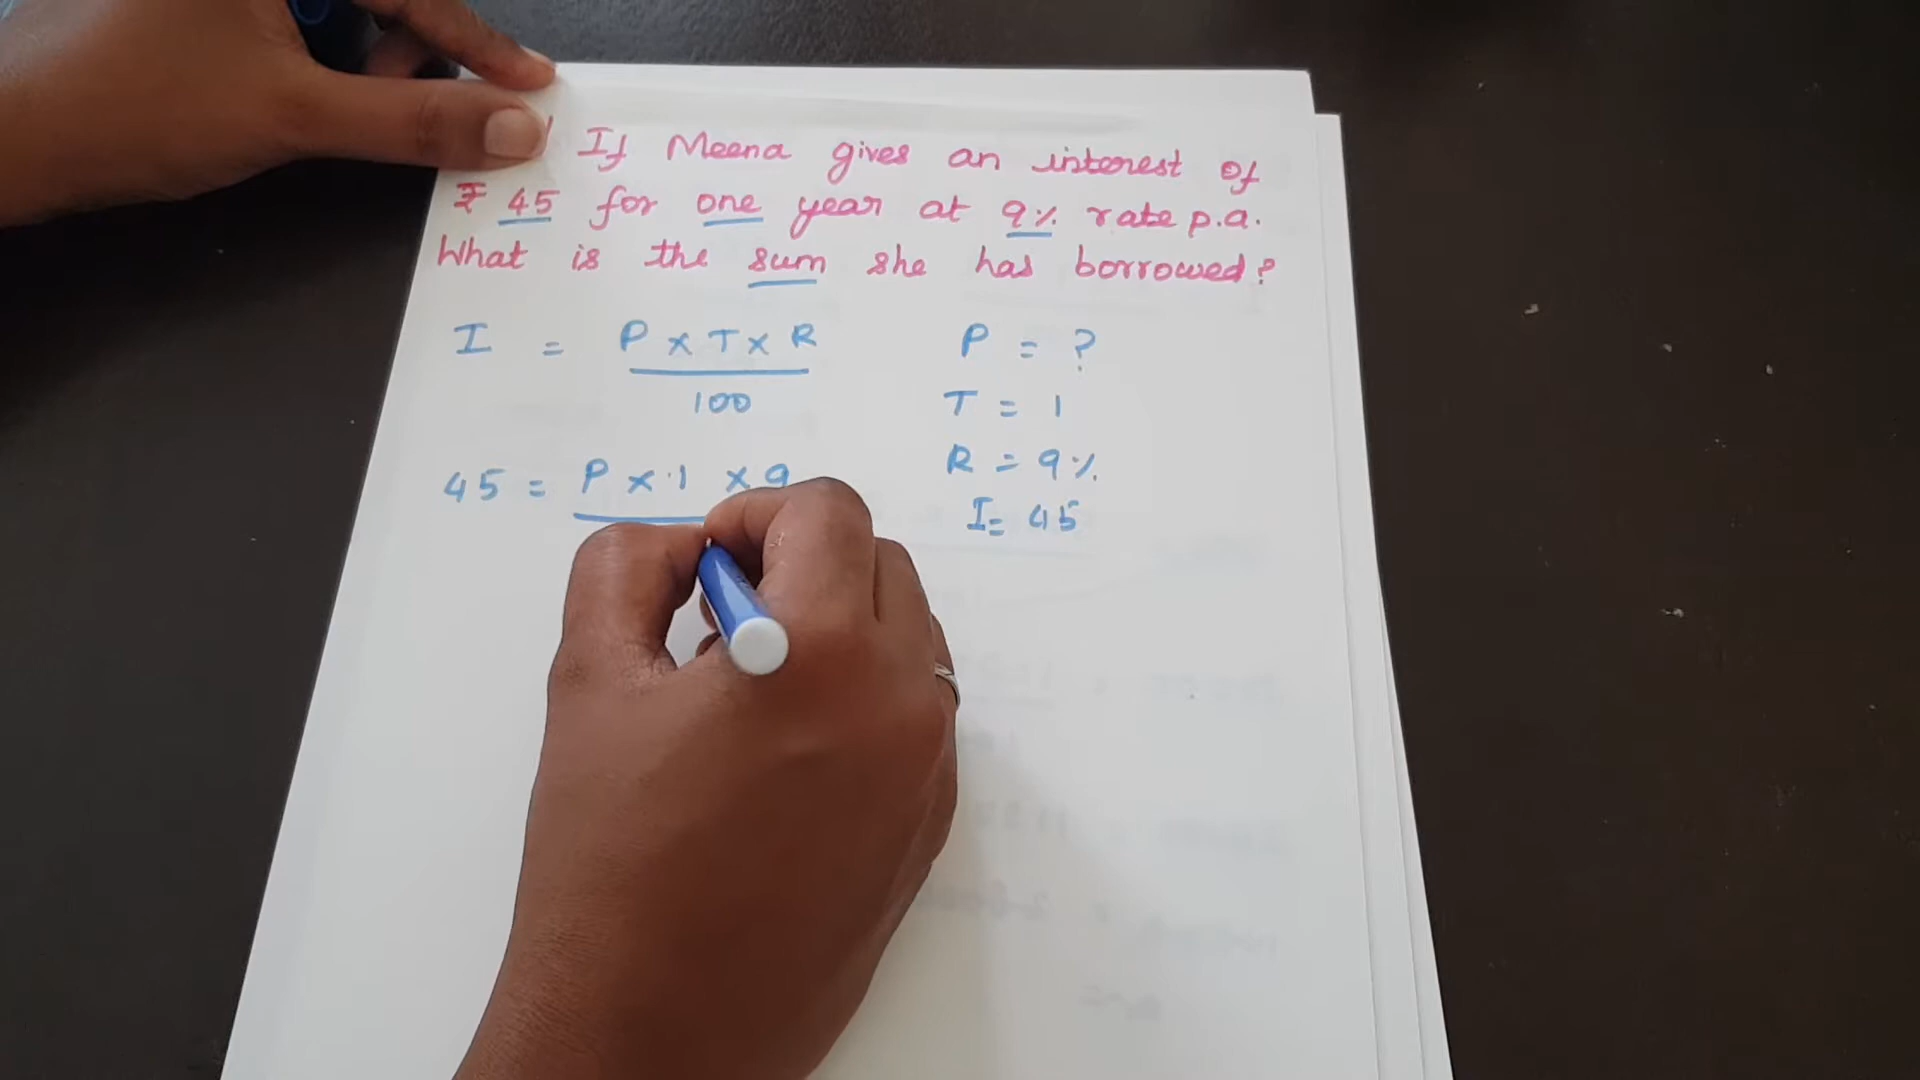 If Meena gives an interest of
₹ 45 for one year at 9% rate p.a.
What is the sum she has borrowed?
I = P x T x R
100
45 = P x 1 x 9
P = ?
T = 1
R = 9%
I = 45